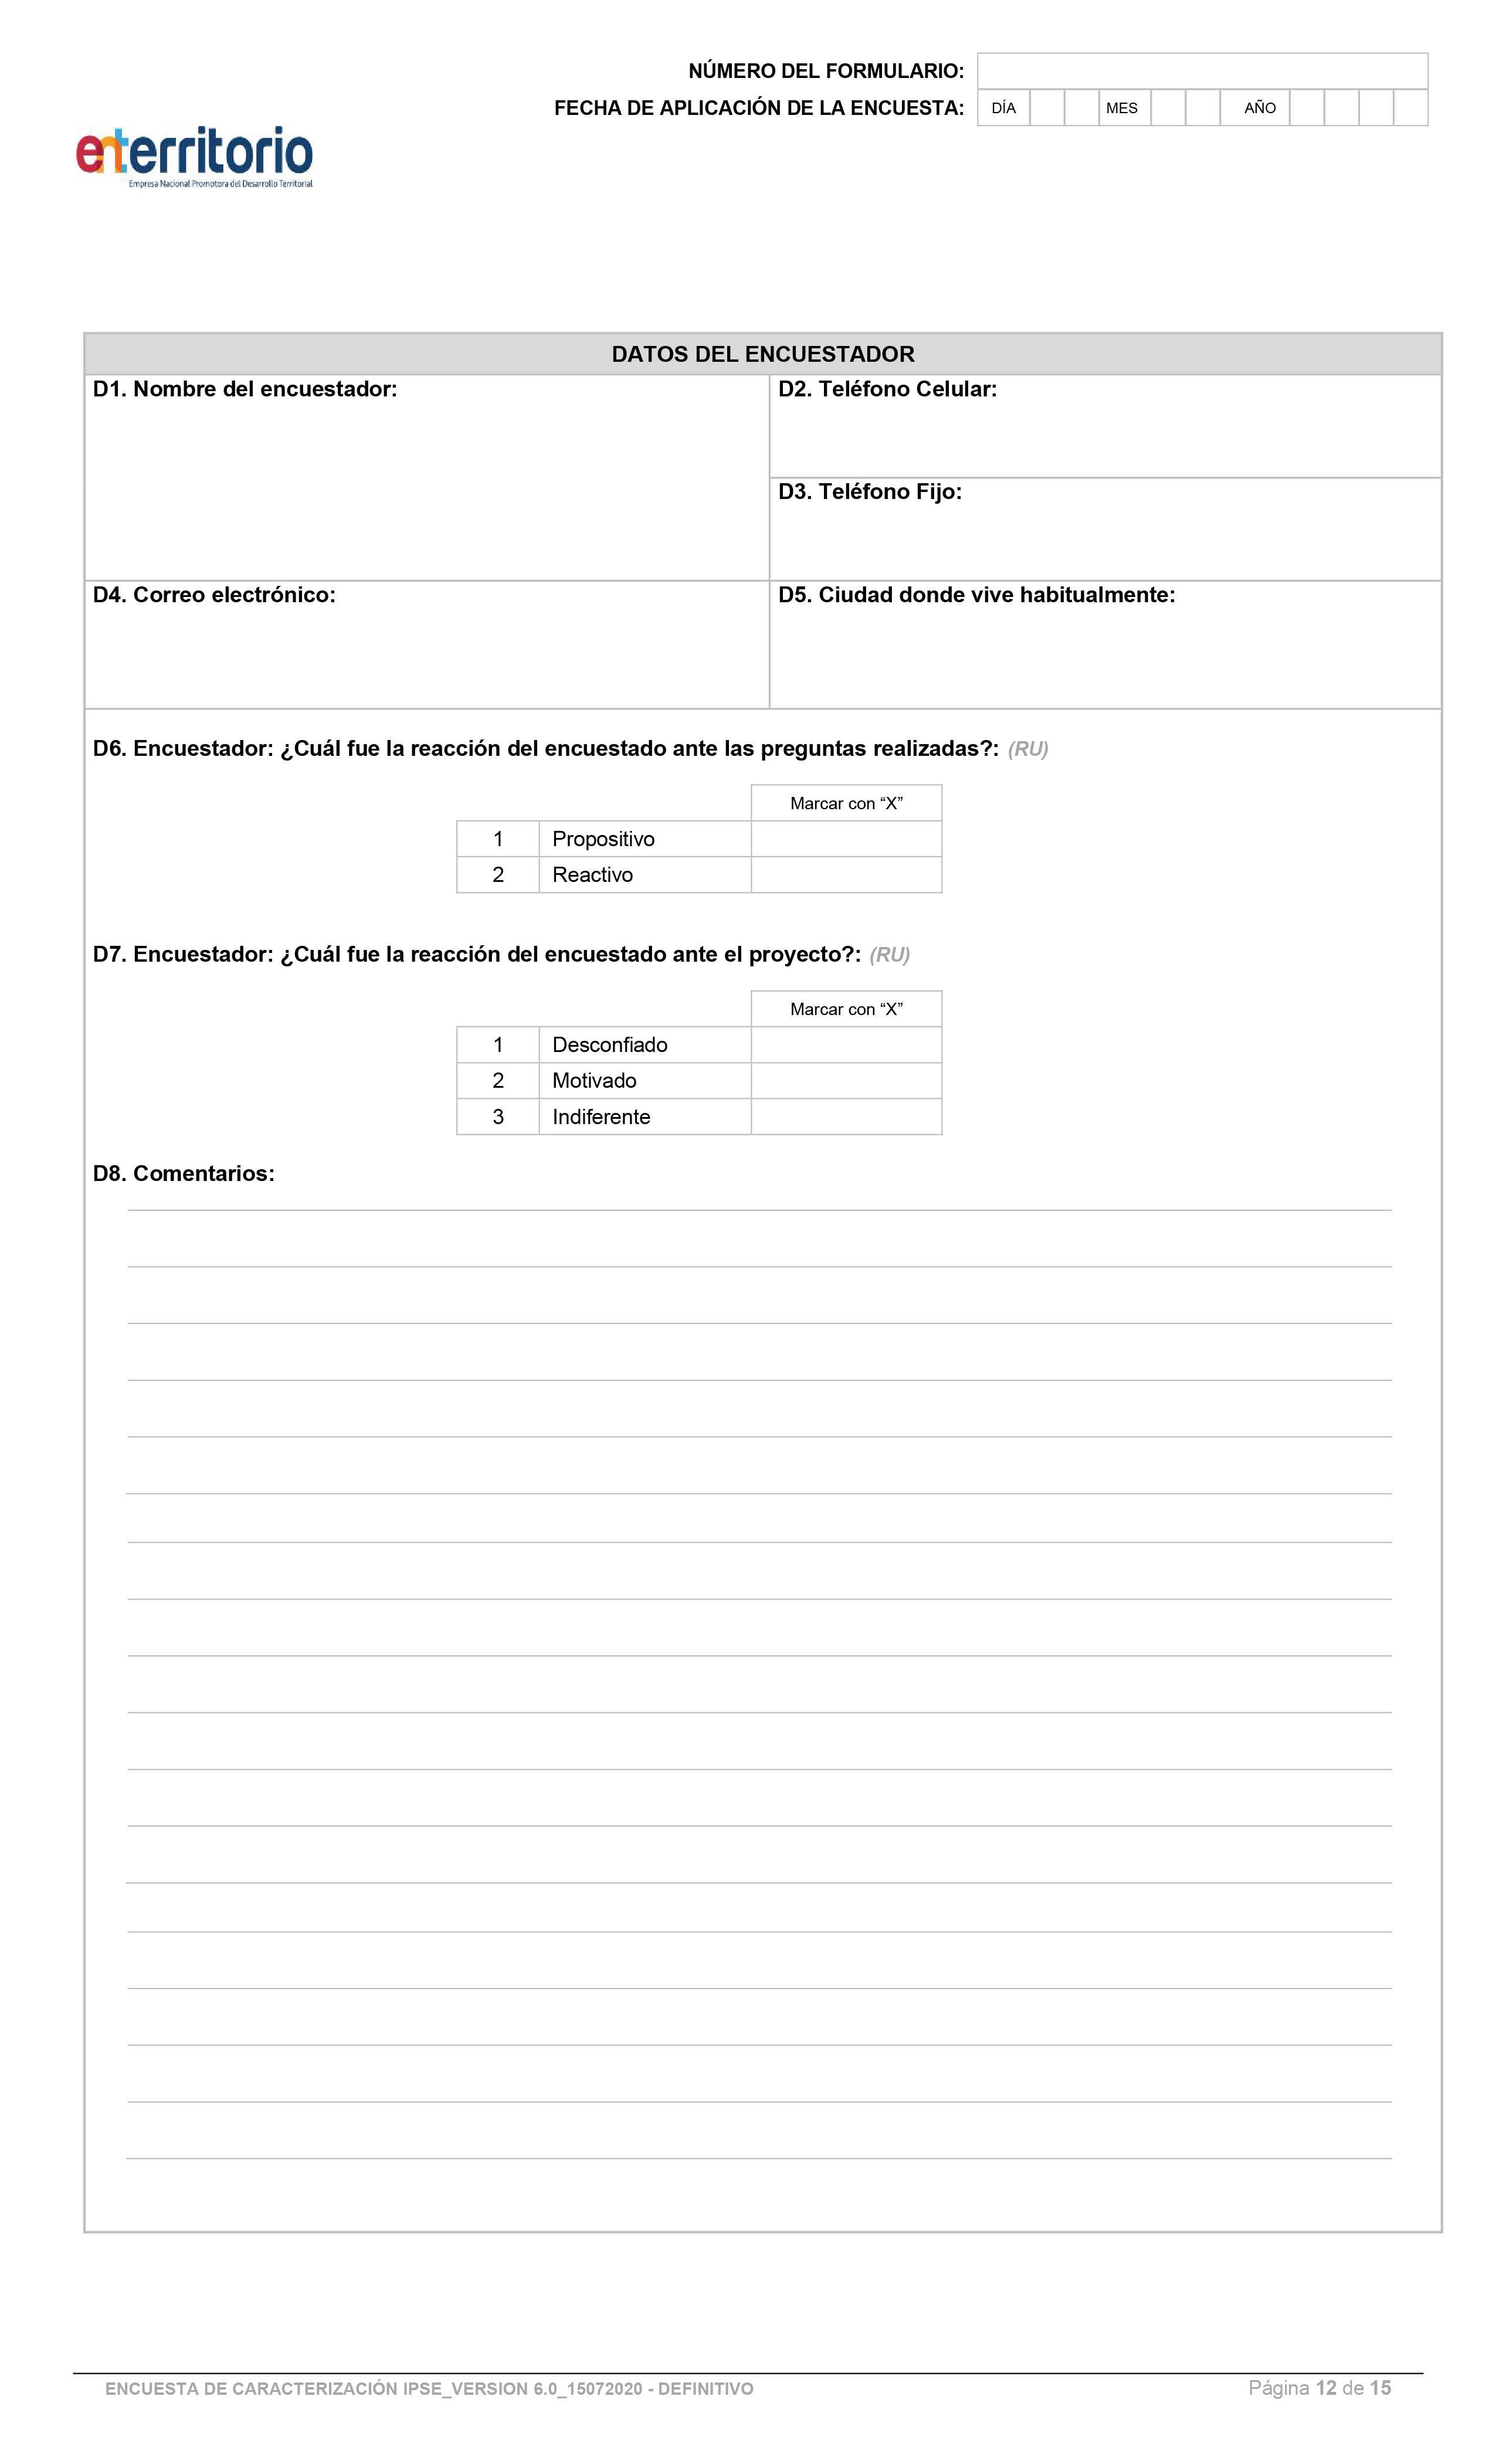 NÚMERO DEL FORMULARIO:
FECHA DE APLICACIÓN DE LA ENCUESTA: DÍA MES AÑO
enterritorio
Empresa Nacional Promotora del Desarrollo Territorial
DATOS DEL ENCUESTADOR
D1. Nombre del encuestador:
D2. Teléfono Celular:
D3. Teléfono Fijo:
D4. Correo electrónico:
D5. Ciudad donde vive habitualmente:
D6. Encuestador: ¿Cuál fue la reacción del encuestado ante las preguntas realizadas?: (RU)
Marcar con “X”
1 Propositivo
2 Reactivo
D7. Encuestador: ¿Cuál fue la reacción del encuestado ante el proyecto?: (RU)
Marcar con “X”
1 Desconfiado
2 Motivado
3 Indiferente
D8. Comentarios:
ENCUESTA DE CARACTERIZACIÓN IPSE_VERSION 6.0_15072020 - DEFINITIVO
Página 12 de 15